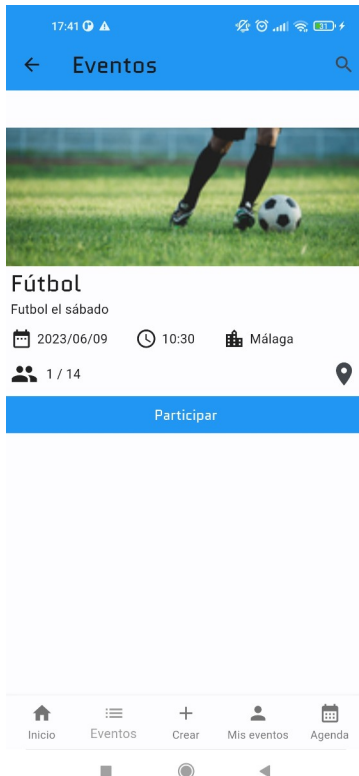 17:41
31
Eventos
Fútbol
Futbol el sábado
2023/06/09 10:30 Málaga
1 / 14
Participar
Inicio Eventos Crear Mis eventos Agenda